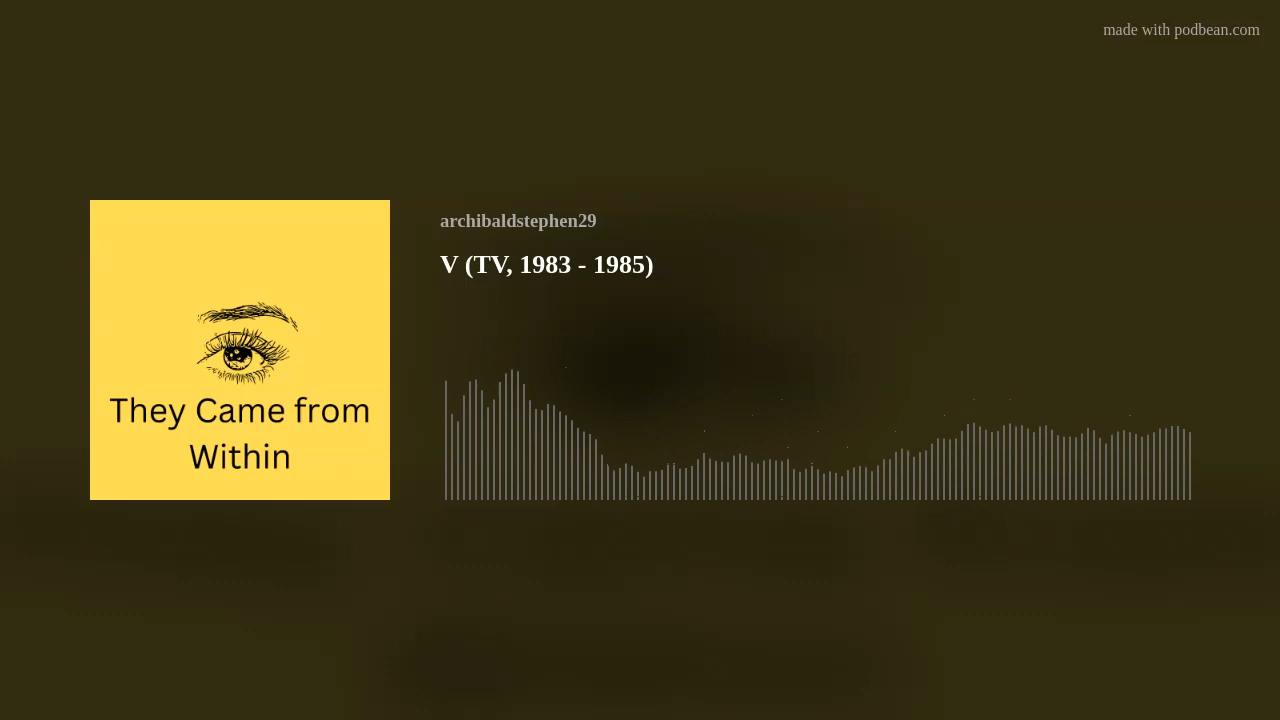 made with podbean.com
archibaldstephen29
V (TV, 1983 - 1985)
They Came from
Within